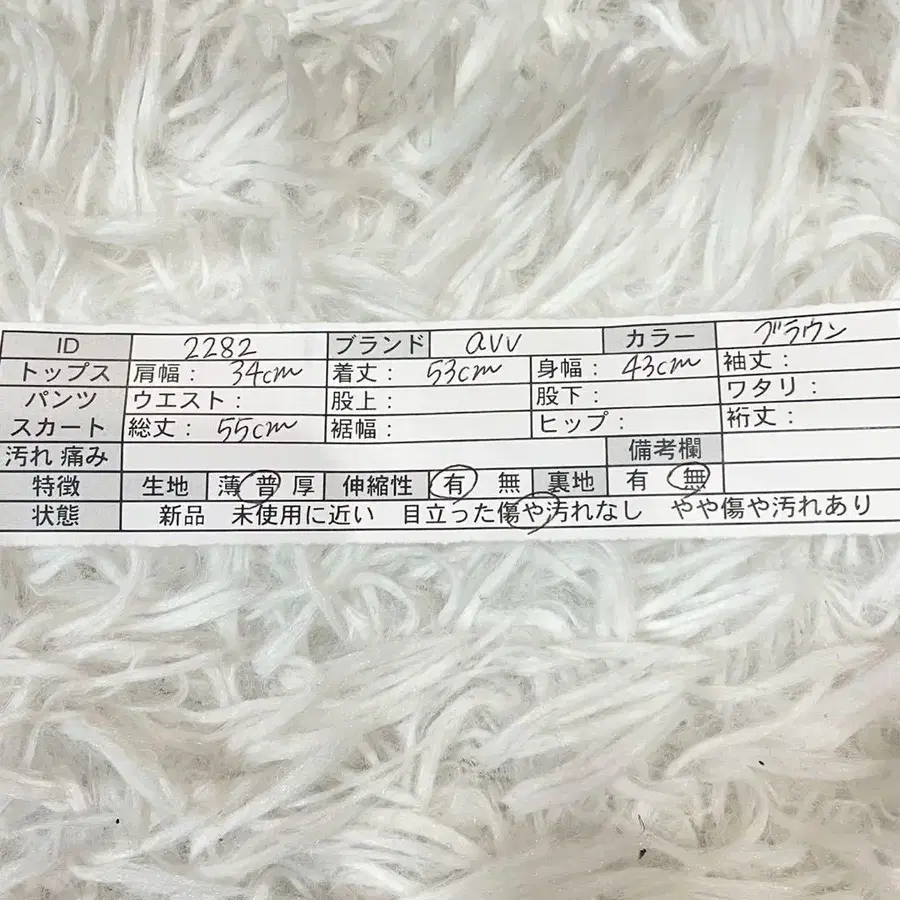 ID 2282 ブランド avv カラー ブラウン
トップス 肩幅: 34cm 着丈: 53cm 身幅: 43cm 袖丈:
パンツ ウエスト: 股上: 股下: ワタリ:
スカート 総丈: 55cm 裾幅: ヒップ: 裄丈:
汚れ 痛み 備考欄
特徴 生地 薄 普 厚 伸縮性 有 無 裏地 有 無
状態 新品 未使用に近い 目立った傷や汚れなし やや傷や汚れあり